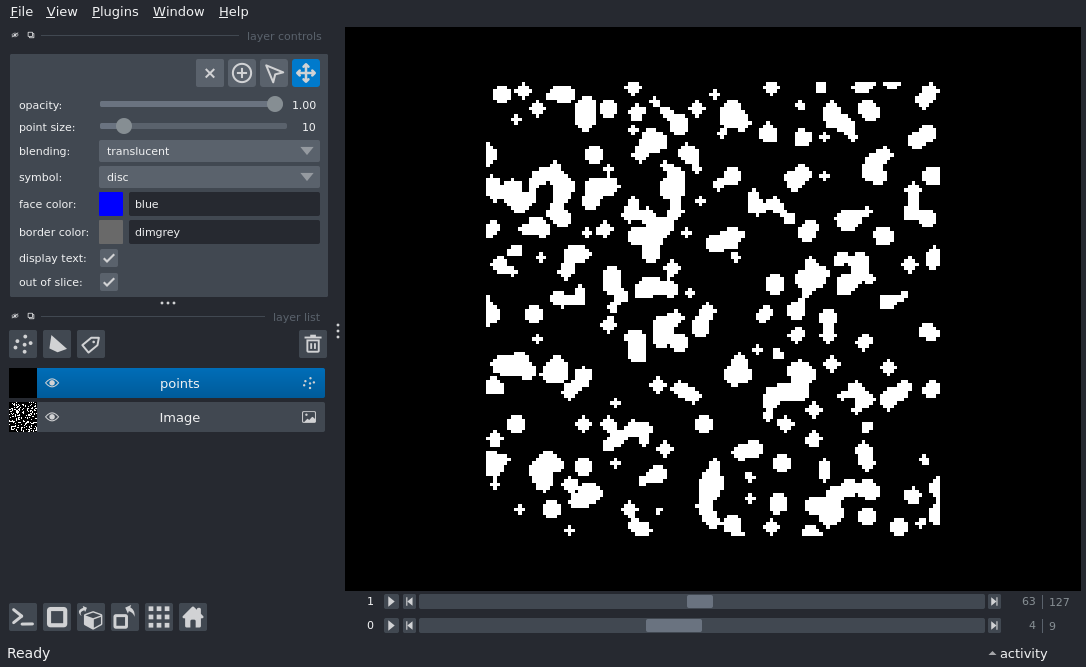 File View Plugins Window Help
layer controls
opacity: 1.00
point size: 10
blending: translucent
symbol: disc
face color: blue
border color: dimgrey
display text:
out of slice:
layer list
points
Image
1 63 127
0 4 9
Ready activity